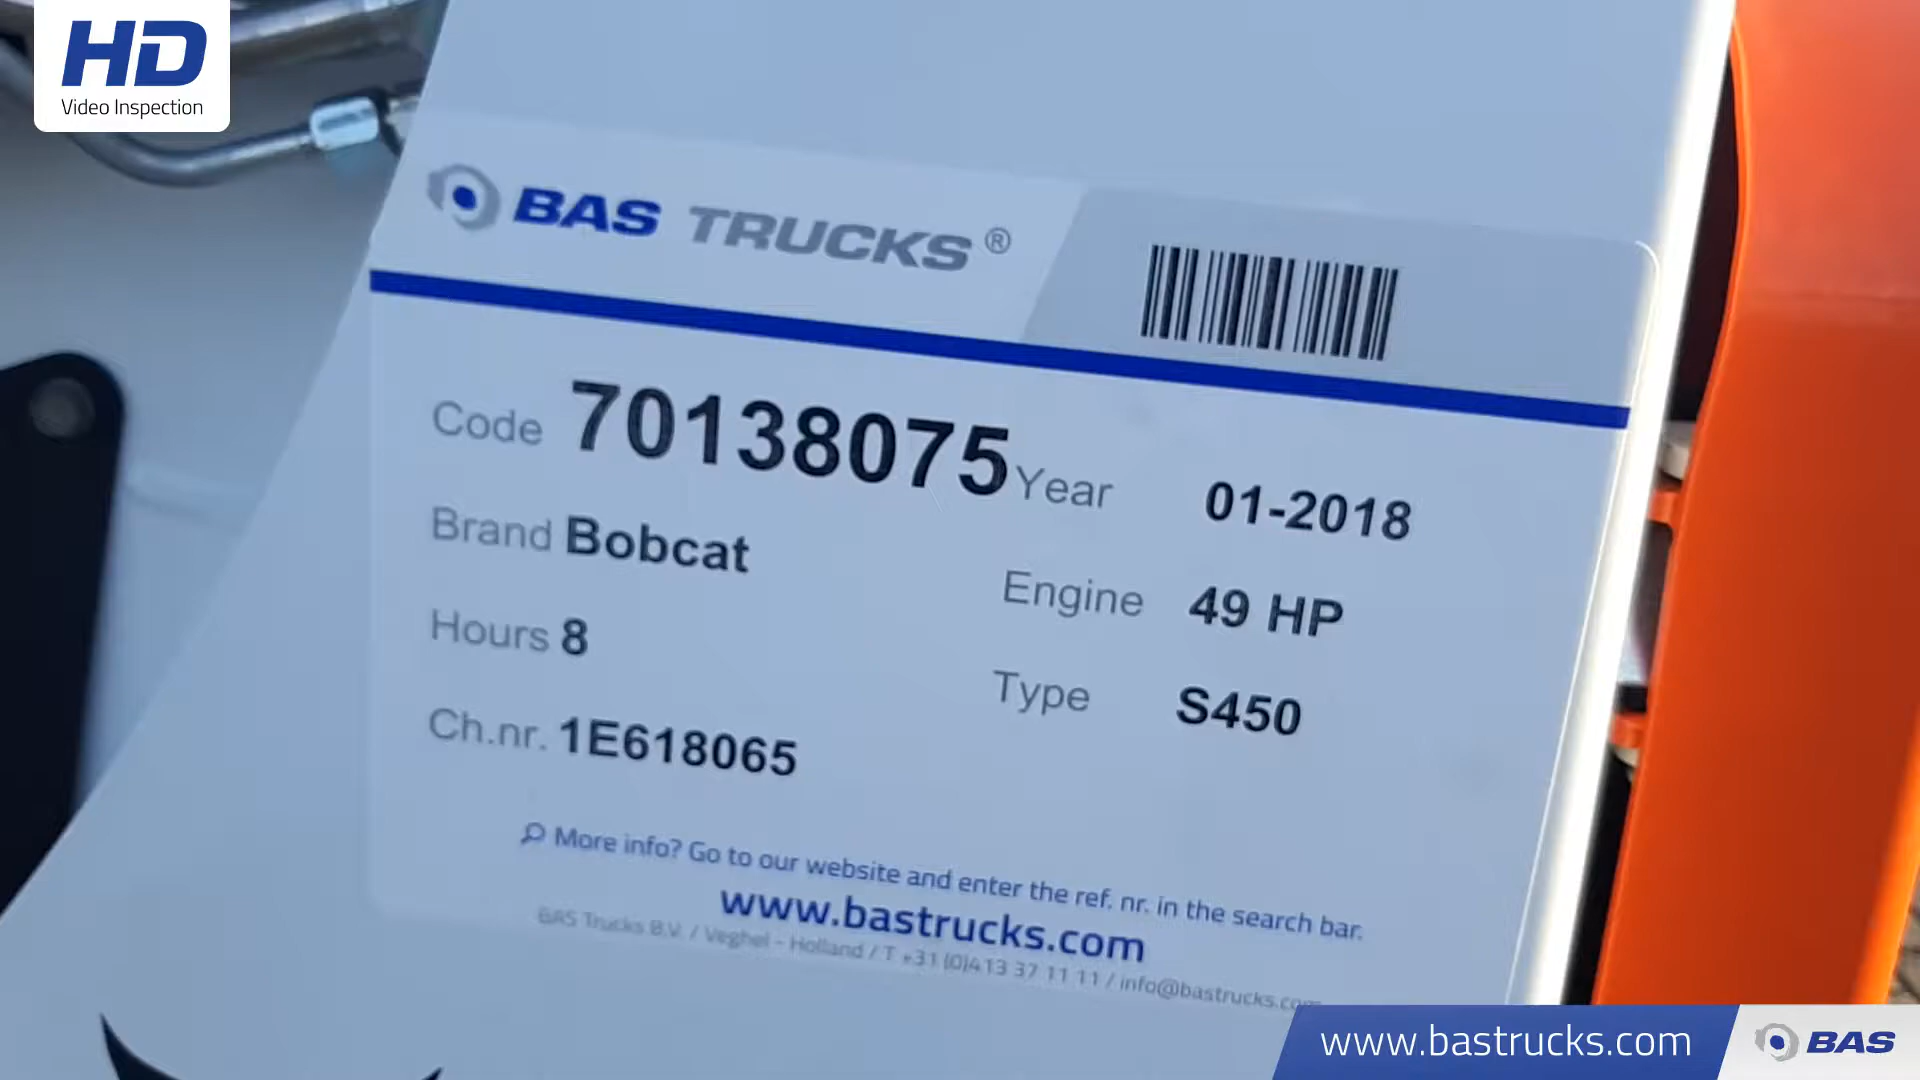 HD
Video Inspection
BAS TRUCKS®
Code 70138075 Year 01-2018
Brand Bobcat
Engine 49 HP
Hours 8
Type S450
Ch.nr. 1E618065
More info? Go to our website and enter the ref. nr. in the search bar.
www.bastrucks.com
BAS Trucks B.V. / Veghel - Holland / T +31 (0)413 37 11 11 / info@bastrucks.com
www.bastrucks.com
BAS